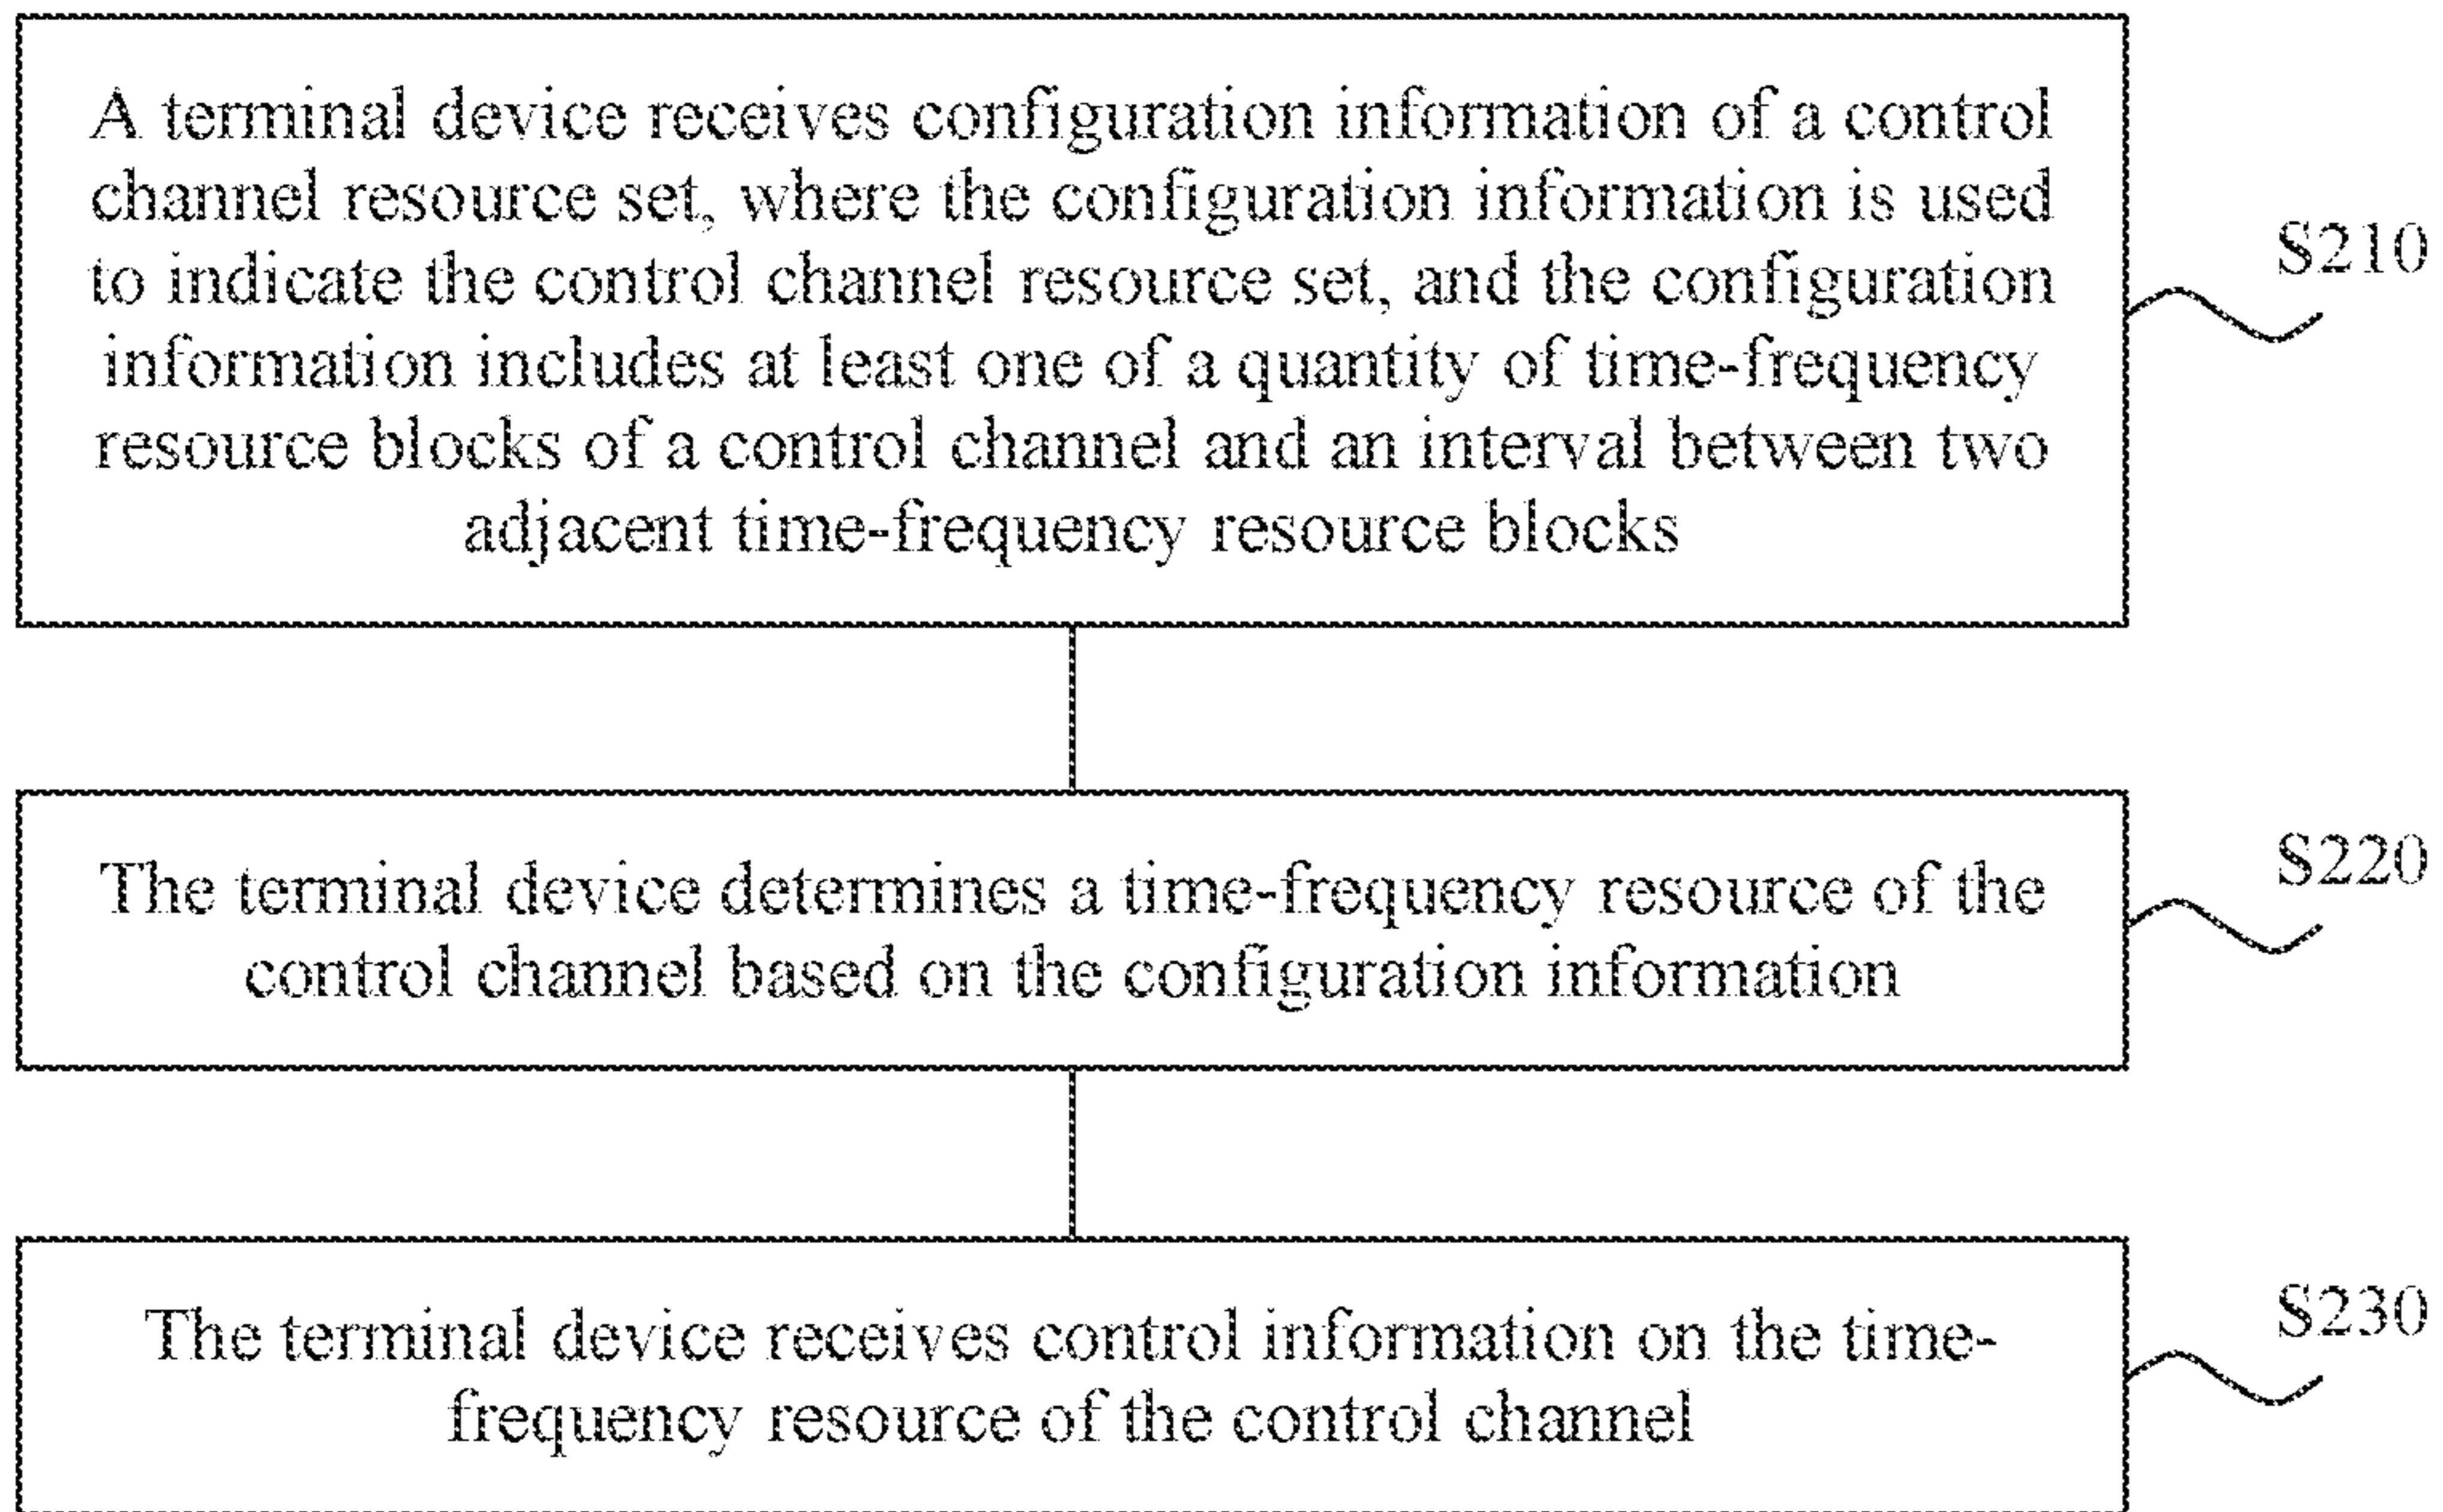 A terminal device receives configuration information of a control
channel resource set, where the configuration information is used
to indicate the control channel resource set, and the configuration
information includes at least one of a quantity of time-frequency
resource blocks of a control channel and an interval between two
adjacent time-frequency resource blocks
S210
The terminal device determines a time-frequency resource of the
control channel based on the configuration information
S220
The terminal device receives control information on the time-
frequency resource of the control channel
S230